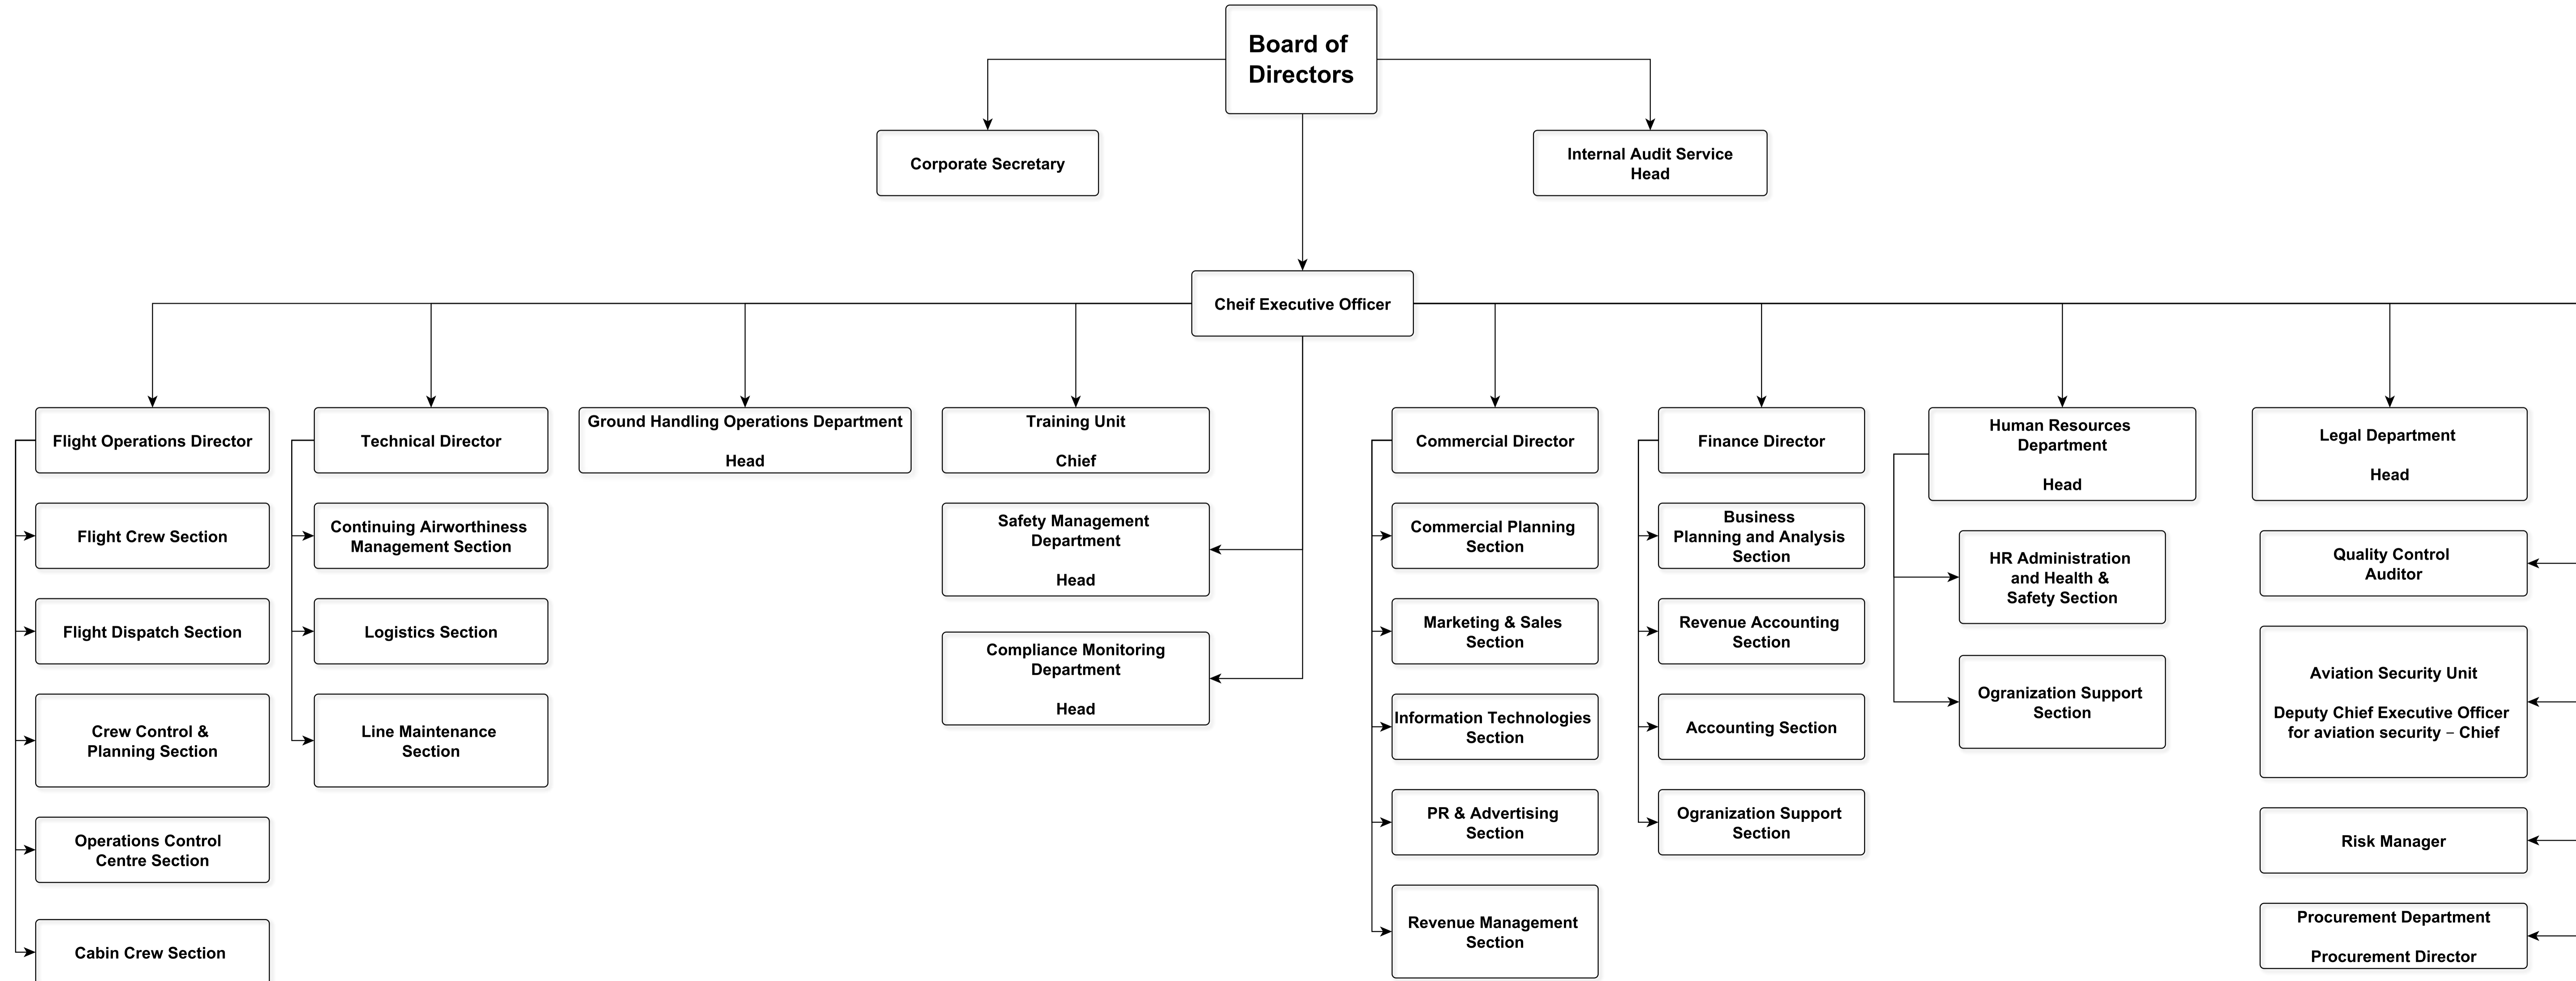 Board of
Directors
Corporate Secretary
Internal Audit Service
Head
Cheif Executive Officer
Flight Operations Director
Flight Crew Section
Flight Dispatch Section
Crew Control &
Planning Section
Operations Control
Centre Section
Cabin Crew Section
Technical Director
Continuing Airworthiness
Management Section
Logistics Section
Line Maintenance
Section
Ground Handling Operations Department
Head
Training Unit
Chief
Safety Management
Department
Head
Compliance Monitoring
Department
Head
Commercial Director
Commercial Planning
Section
Marketing & Sales
Section
Information Technologies
Section
PR & Advertising
Section
Revenue Management
Section
Finance Director
Business
Planning and Analysis
Section
Revenue Accounting
Section
Accounting Section
Ogranization Support
Section
Human Resources
Department
Head
HR Administration
and Health &
Safety Section
Ogranization Support
Section
Legal Department
Head
Quality Control
Auditor
Aviation Security Unit
Deputy Chief Executive Officer
for aviation security – Chief
Risk Manager
Procurement Department
Procurement Director